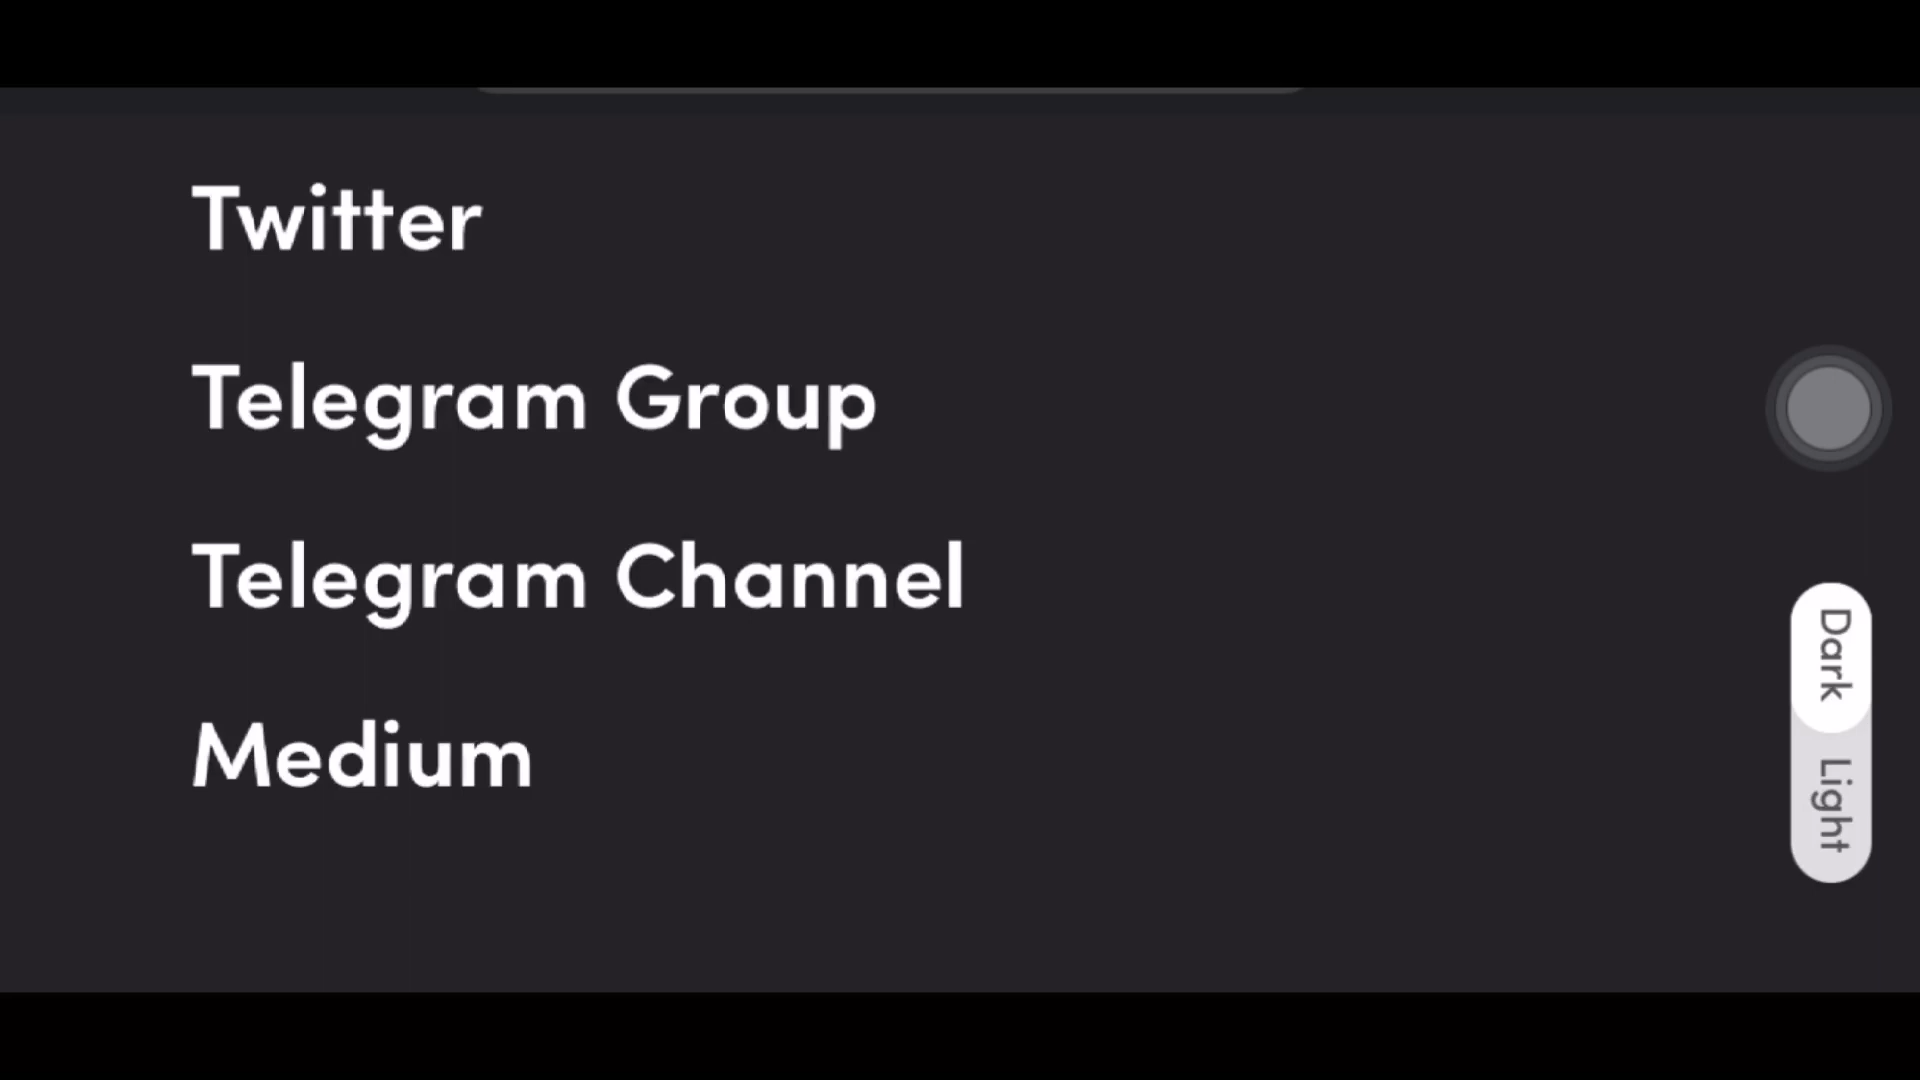 Twitter
Telegram Group
Telegram Channel
Medium
Dark
Light